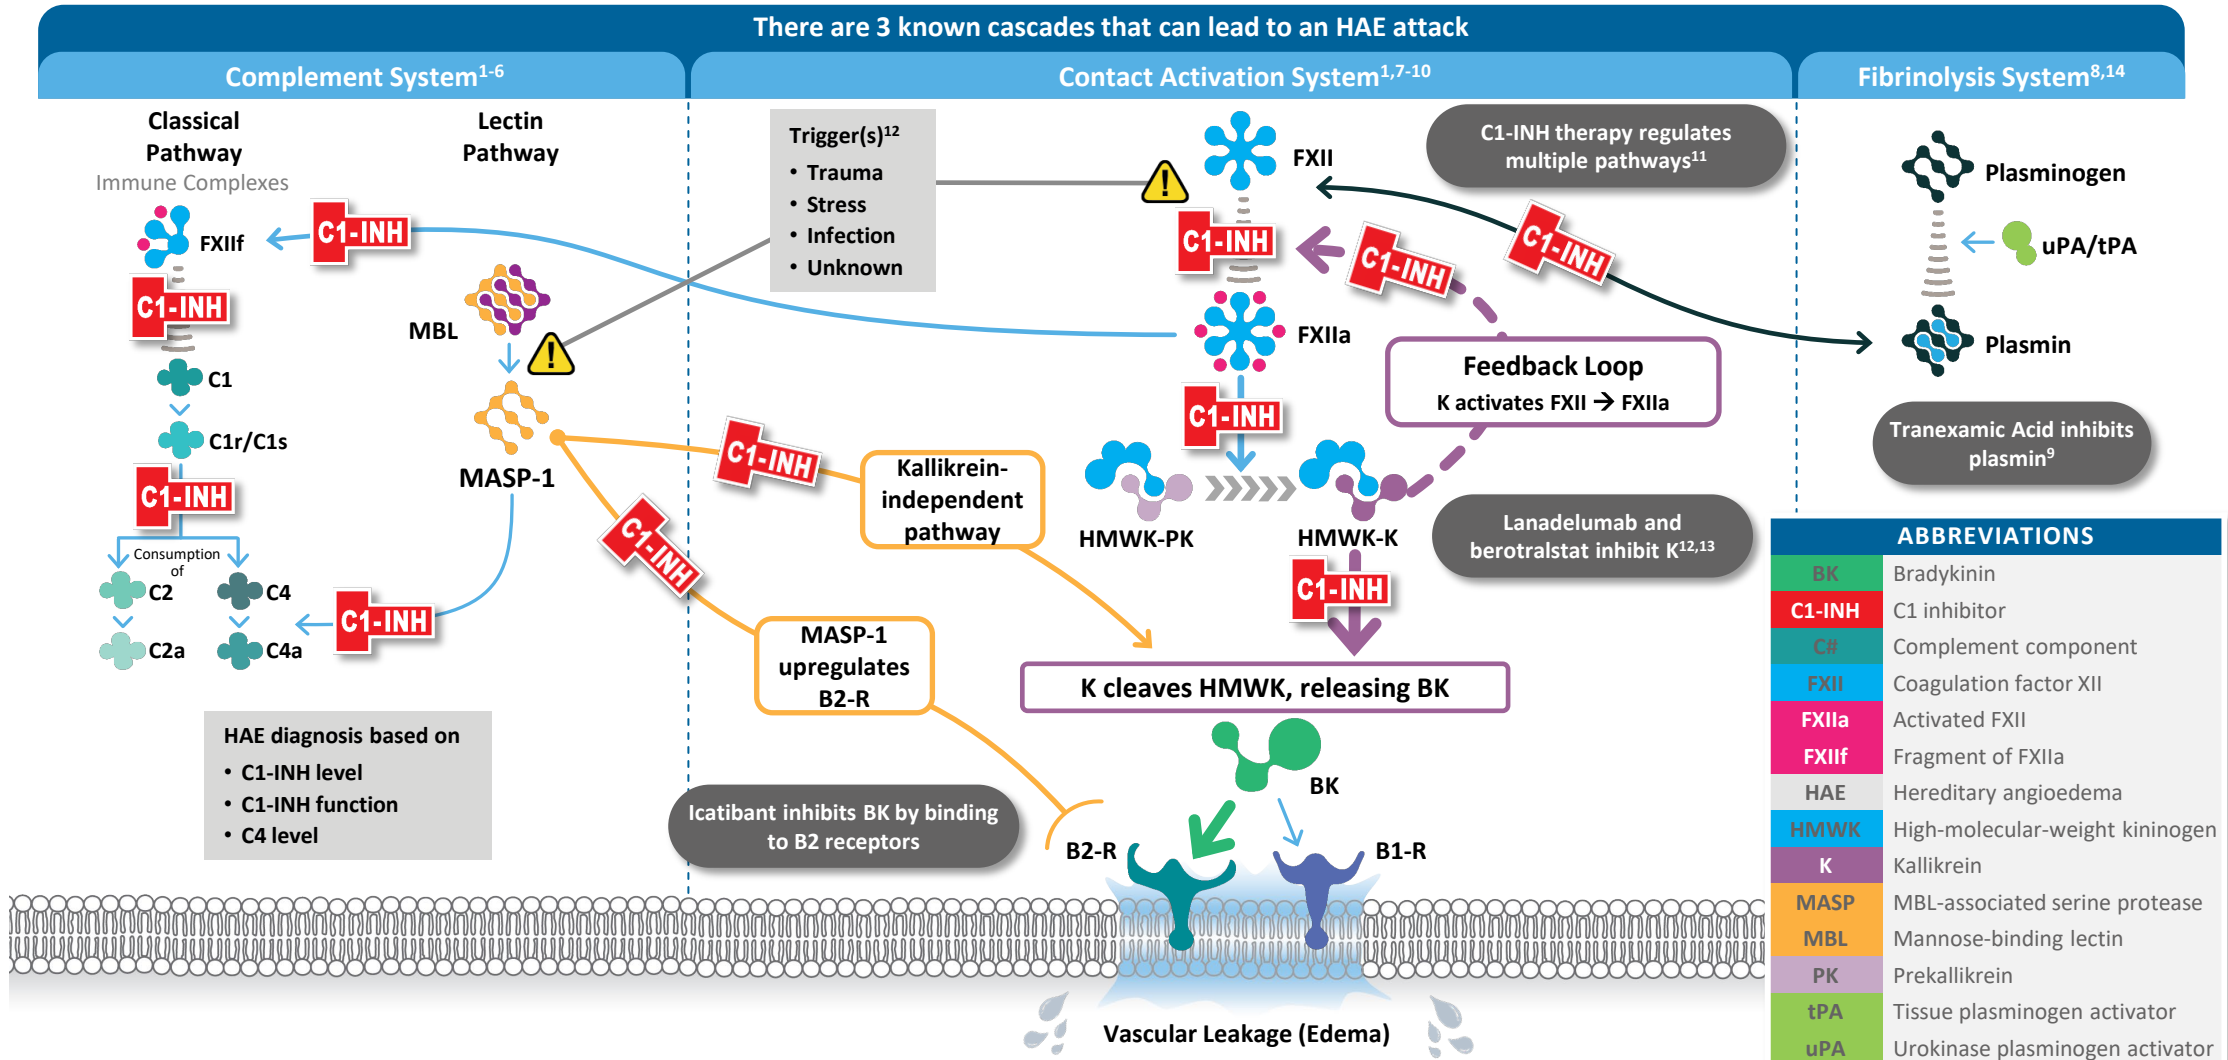 There are 3 known cascades that can lead to an HAE attack
Complement System1-6
Contact Activation System1,7-10
Fibrinolysis System8,14
Classical
Pathway
Immune Complexes
Lectin
Pathway
FXIIf
C1-INH
C1-INH
C1
C1r/C1s
C1-INH
Consumption
of
C2
C4
C2a
C4a
C1-INH
MBL
MASP-1
HAE diagnosis based on
• C1-INH level
• C1-INH function
• C4 level
Trigger(s)12
• Trauma
• Stress
• Infection
• Unknown
!
!
FXII
C1-INH
C1-INH
FXIIa
C1-INH
C1-INH
C1-INH
Kallikrein-
independent
pathway
C1-INH
MASP-1
upregulates
B2-R
HMWK-PK
HMWK-K
C1-INH
C1-INH therapy regulates
multiple pathways11
C1-INH
Feedback Loop
K activates FXII → FXIIa
Lanadelumab and
berotralstat inhibit K12,13
K cleaves HMWK, releasing BK
BK
Icatibant inhibits BK by binding
to B2 receptors
B2-R
B1-R
Vascular Leakage (Edema)
Plasminogen
uPA/tPA
Plasmin
Tranexamic Acid inhibits
plasmin9
ABBREVIATIONS
BK Bradykinin
C1-INH C1 inhibitor
C# Complement component
FXII Coagulation factor XII
FXIIa Activated FXII
FXIIf Fragment of FXIIa
HAE Hereditary angioedema
HMWK High-molecular-weight kininogen
K Kallikrein
MASP MBL-associated serine protease
MBL Mannose-binding lectin
PK Prekallikrein
tPA Tissue plasminogen activator
uPA Urokinase plasminogen activator